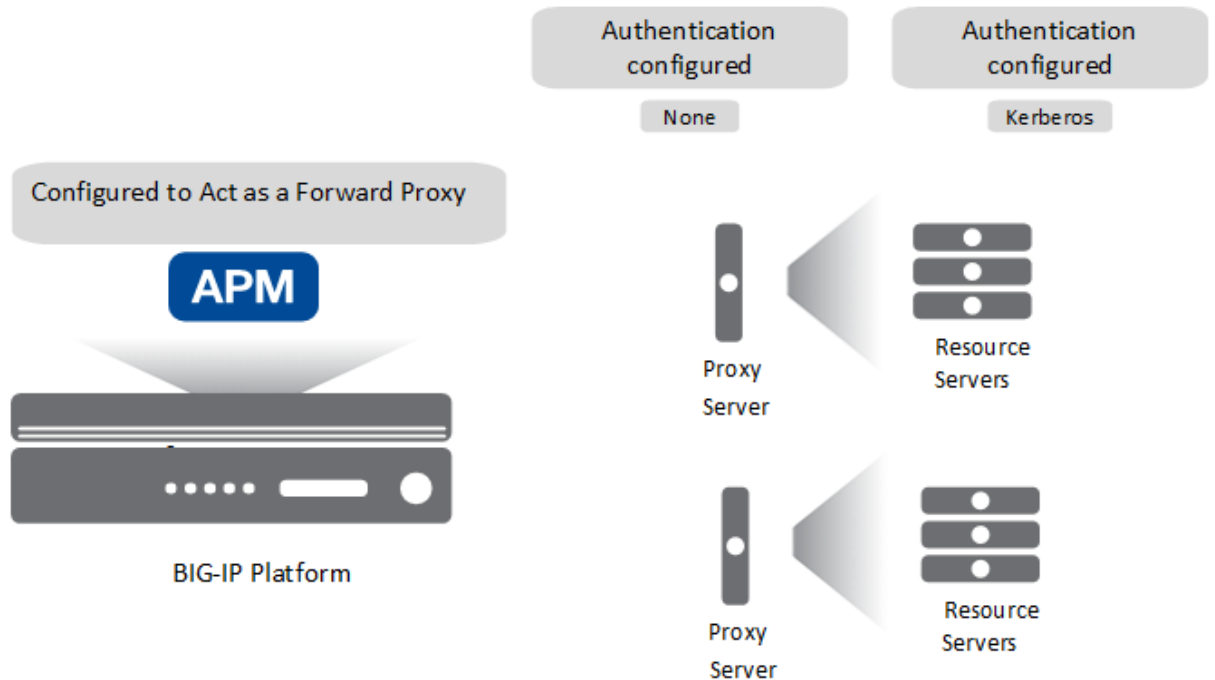 Authentication
configured
None
Authentication
configured
Kerberos
Configured to Act as a Forward Proxy
APM
BIG-IP Platform
Proxy
Server
Resource
Servers
Proxy
Server
Resource
Servers